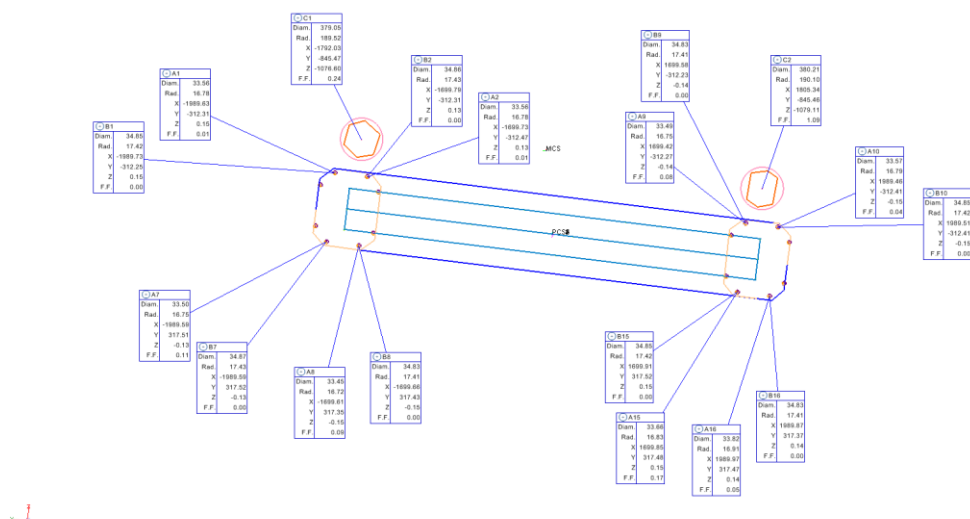 C1
Diam. 379.05
Rad. 189.52
X -1792.03
Y -845.47
Z -1076.60
F.F. 0.24
B9
Diam. 34.83
Rad. 17.41
X 1699.58
Y -312.23
Z -0.14
F.F. 0.00
B2
Diam. 34.86
Rad. 17.43
X -1699.79
Y -312.31
Z 0.13
F.F. 0.00
C2
Diam. 380.21
Rad. 190.10
X 1805.34
Y -845.46
Z -1079.11
F.F. 1.09
A1
Diam. 33.56
Rad. 16.78
X -1989.63
Y -312.31
Z 0.15
F.F. 0.01
A2
Diam. 33.56
Rad. 16.78
X -1699.73
Y -312.47
Z 0.13
F.F. 0.01
A9
Diam. 33.49
Rad. 16.75
X 1699.42
Y -312.27
Z -0.14
F.F. 0.08
B1
Diam. 34.85
Rad. 17.42
X -1989.73
Y -312.25
Z 0.15
F.F. 0.00
MCS
A10
Diam. 33.57
Rad. 16.79
X 1989.46
Y -312.41
Z -0.15
F.F. 0.04
B10
Diam. 34.85
Rad. 17.42
X 1989.51
Y -312.41
Z -0.15
F.F. 0.00
A7
Diam. 33.50
Rad. 16.75
X -1989.59
Y 317.51
Z -0.13
F.F. 0.11
B7
Diam. 34.87
Rad. 17.43
X -1989.59
Y 317.52
Z -0.13
F.F. 0.00
A8
Diam. 33.45
Rad. 16.72
X -1699.61
Y 317.35
Z -0.15
F.F. 0.09
B8
Diam. 34.83
Rad. 17.41
X -1699.66
Y 317.43
Z -0.15
F.F. 0.00
B15
Diam. 34.85
Rad. 17.42
X 1699.91
Y 317.52
Z 0.15
F.F. 0.00
A15
Diam. 33.66
Rad. 16.83
X 1699.85
Y 317.48
Z 0.15
F.F. 0.17
A16
Diam. 33.82
Rad. 16.91
X 1989.97
Y 317.47
Z 0.14
F.F. 0.05
B16
Diam. 34.83
Rad. 17.41
X 1989.87
Y 317.37
Z 0.14
F.F. 0.00